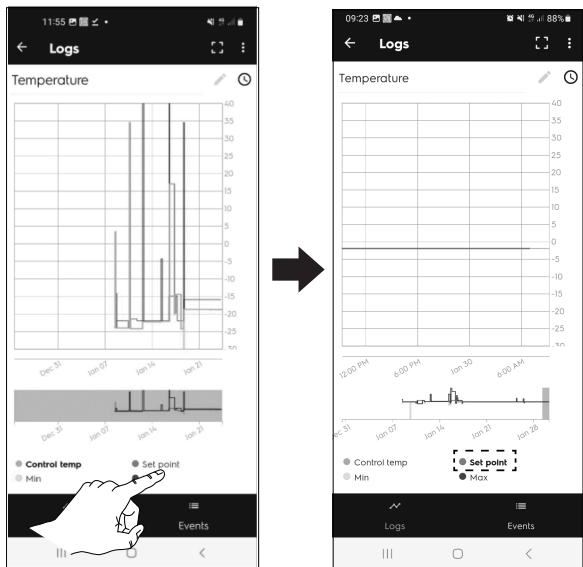 11:55
Logs
Temperature
40
35
30
25
20
15
10
5
0
-5
-10
-15
-20
-25
-30
Dec 31 Jan 07 Jan 14 Jan 21
Dec 31 Jan 07 Jan 14 Jan 21
Control temp Set point
Min
Events
09:23 88%
Logs
Temperature
40
35
30
25
20
15
10
5
0
-5
-10
-15
-20
-25
-30
12:00 PM 6:00 PM Jan 30 6:00 AM
Jan 07 Jan 14 Jan 21 Jan 28
Control temp Set point
Min Max
Logs Events